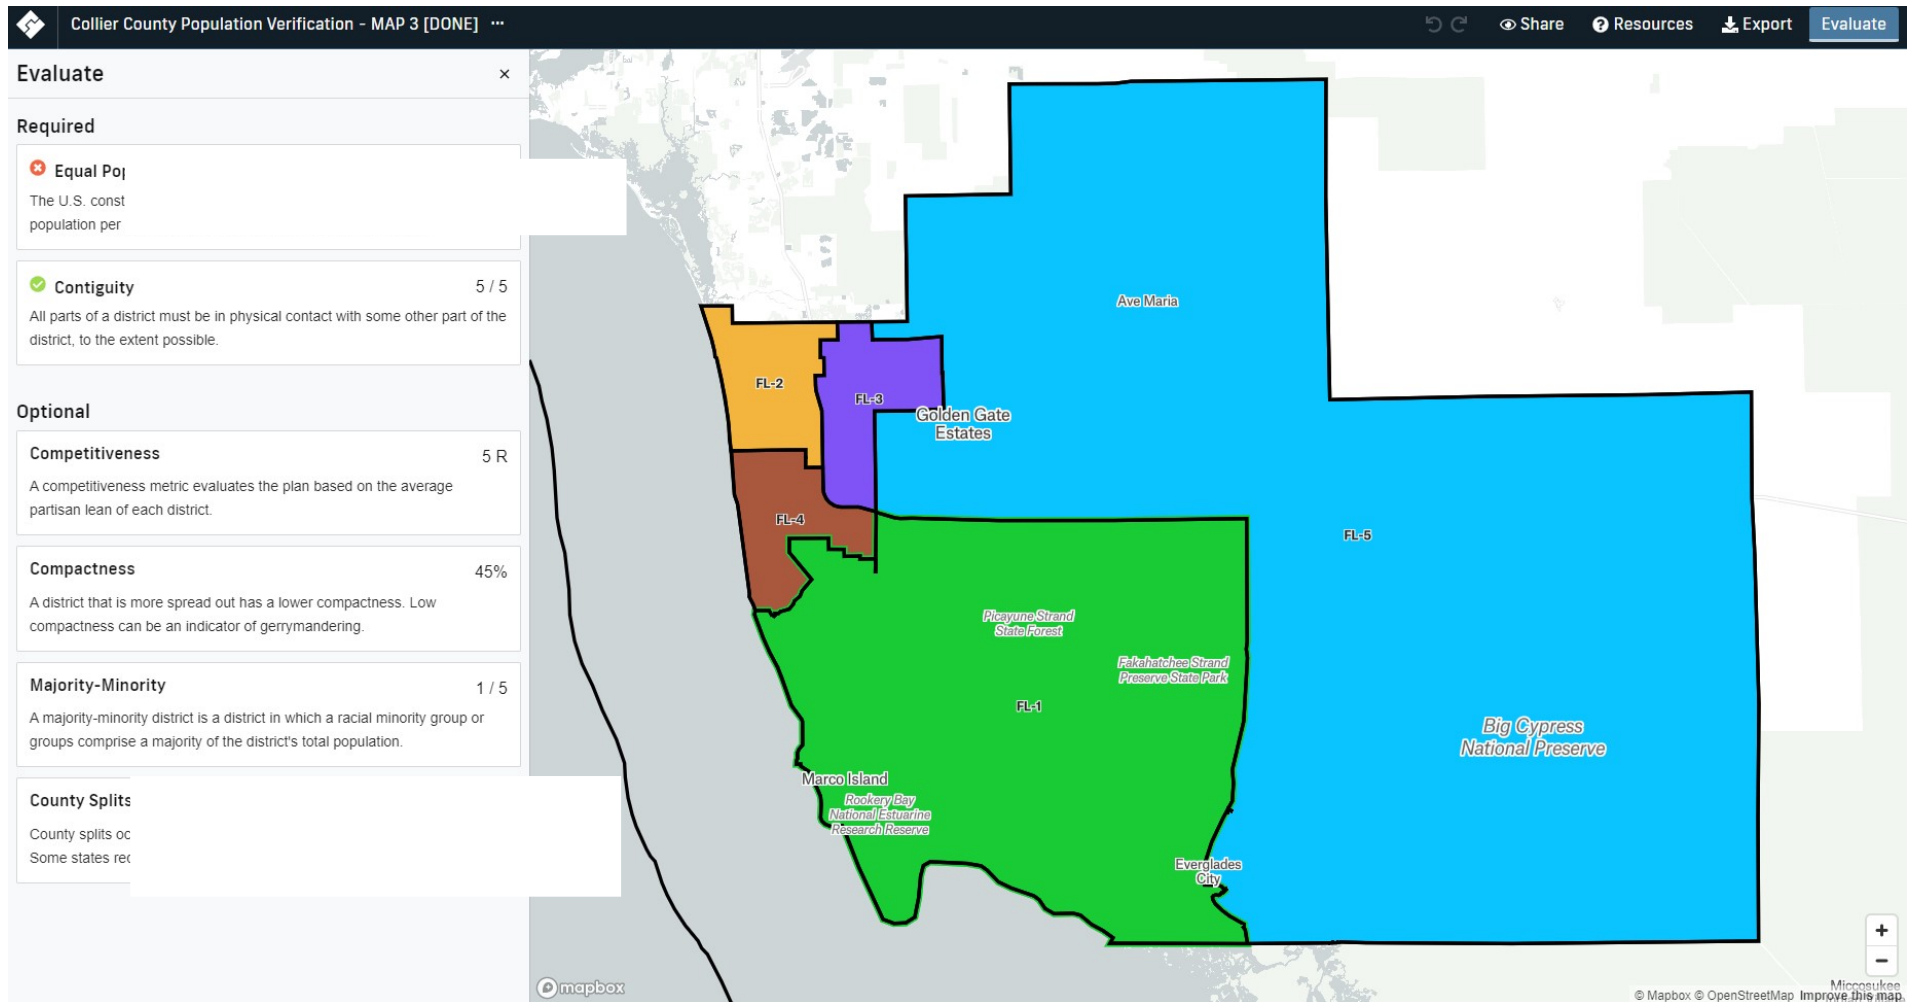 Collier County Population Verification - MAP 3 [DONE] ···
Share
Resources
Export
Evaluate
Evaluate ×
Required
Equal Pop
The U.S. const
population per
Contiguity 5 / 5
All parts of a district must be in physical contact with some other part of the
district, to the extent possible.
Optional
Competitiveness 5 R
A competitiveness metric evaluates the plan based on the average
partisan lean of each district.
Compactness 45%
A district that is more spread out has a lower compactness. Low
compactness can be an indicator of gerrymandering.
Majority-Minority 1 / 5
A majority-minority district is a district in which a racial minority group or
groups comprise a majority of the district's total population.
County Splits
County splits oc
Some states rec
Ave Maria
FL-2
FL-3
Golden Gate
Estates
FL-4
FL-5
Picayune Strand
State Forest
Fakahatchee Strand
Preserve State Park
FL-1
Big Cypress
National Preserve
Marco Island
Rookery Bay
National Estuarine
Research Reserve
Everglades
City
+
−
mapbox
Miccosukee
© Mapbox © OpenStreetMap Improve this map